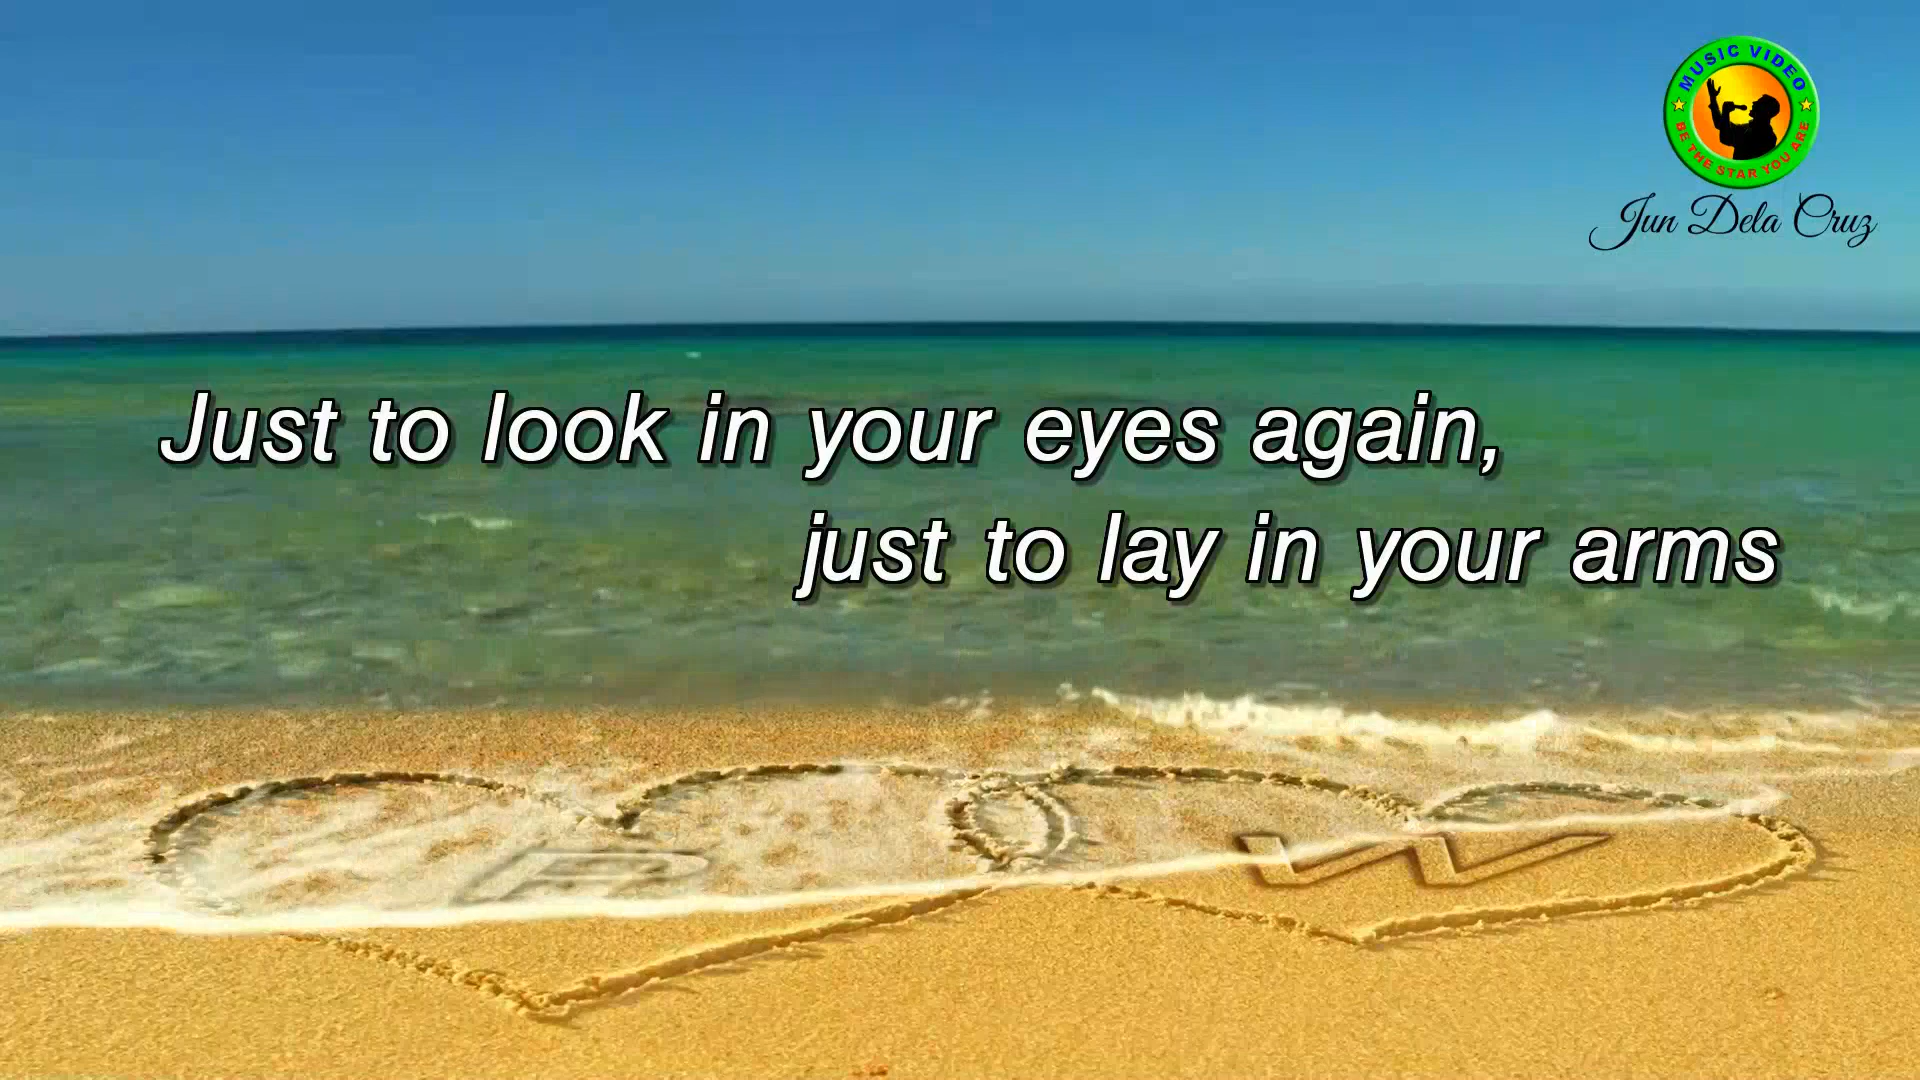 MUSIC VIDEO
BE THE STAR YOU ARE
Jun Dela Cruz
Just to look in your eyes again,
just to lay in your arms
P W